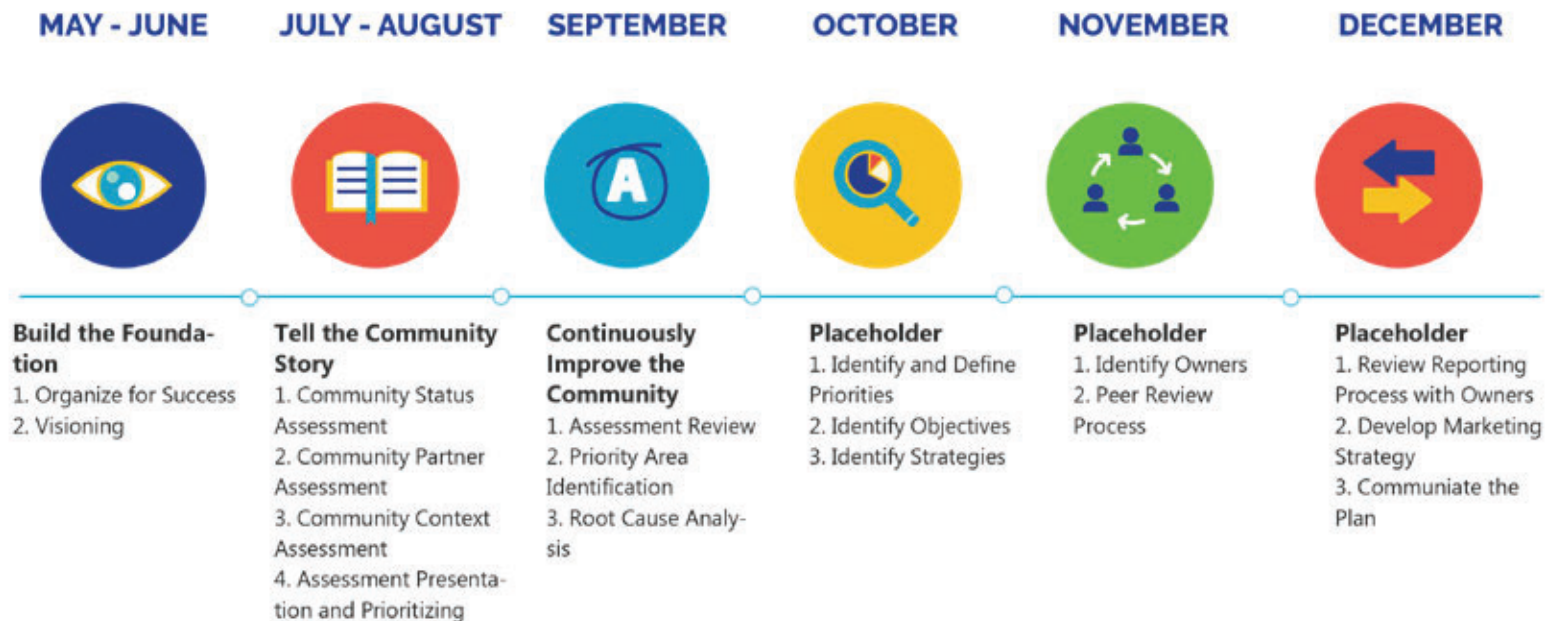 MAY - JUNE
JULY - AUGUST
SEPTEMBER
OCTOBER
NOVEMBER
DECEMBER
A
Build the Founda-
tion
1. Organize for Success
2. Visioning
Tell the Community
Story
1. Community Status
Assessment
2. Community Partner
Assessment
3. Community Context
Assessment
4. Assessment Presenta-
tion and Prioritizing
Continuously
Improve the
Community
1. Assessment Review
2. Priority Area
Identification
3. Root Cause Analy-
sis
Placeholder
1. Identify and Define
Priorities
2. Identify Objectives
3. Identify Strategies
Placeholder
1. Identify Owners
2. Peer Review
Process
Placeholder
1. Review Reporting
Process with Owners
2. Develop Marketing
Strategy
3. Communiate the
Plan